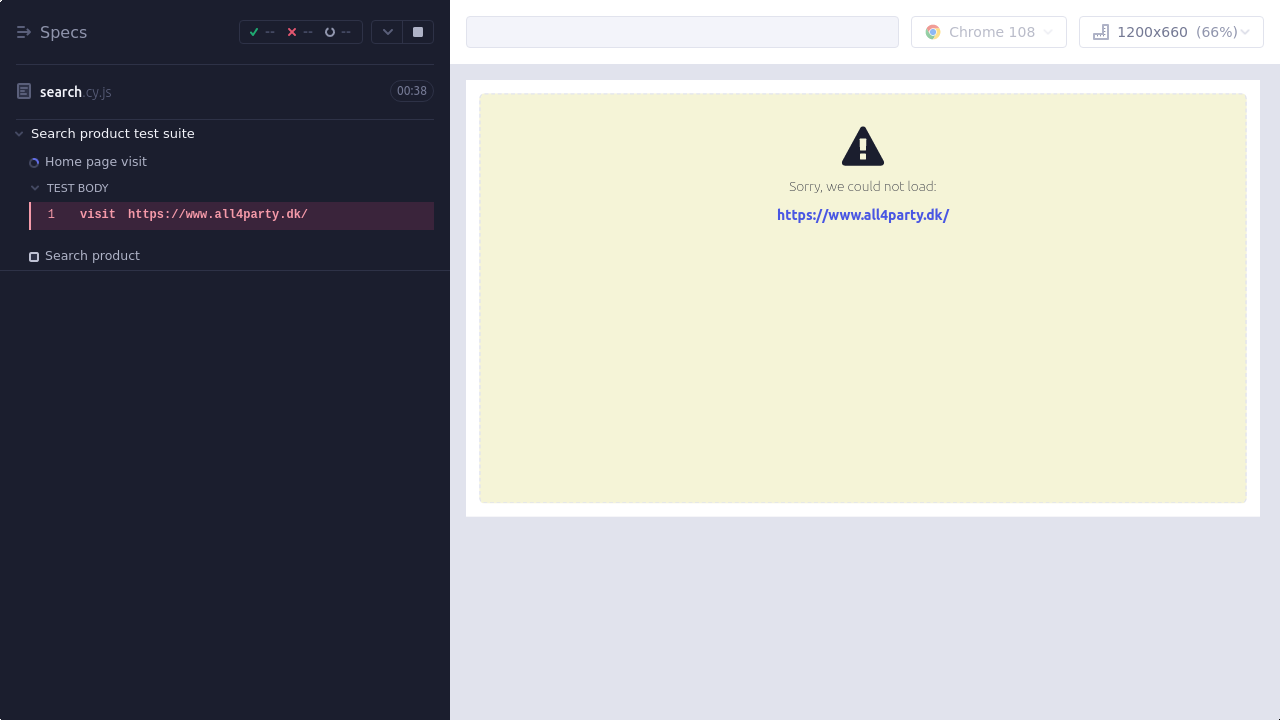 Specs -- -- --
search.cy.js 00:38
Search product test suite
Home page visit
TEST BODY
1 visit https://www.all4party.dk/
Search product
Chrome 108 1200x660 (66%)
Sorry, we could not load:
https://www.all4party.dk/